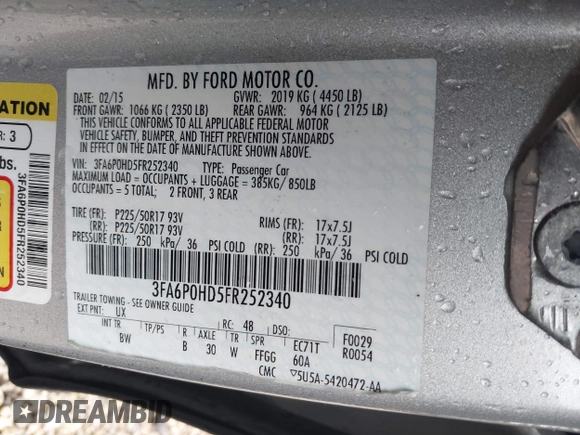 MFD. BY FORD MOTOR CO.
DATE: 02/15 GVWR: 2019 KG ( 4450 LB)
FRONT GAWR: 1066 KG ( 2350 LB) REAR GAWR: 964 KG ( 2125 LB)
THIS VEHICLE CONFORMS TO ALL APPLICABLE FEDERAL MOTOR
VEHICLE SAFETY, BUMPER, AND THEFT PREVENTION STANDARDS
IN EFFECT ON THE DATE OF MANUFACTURE SHOWN ABOVE.
VIN: 3FA6P0HD5FR252340 TYPE: Passenger Car
MAXIMUM LOAD = OCCUPANTS + LUGGAGE = 385KG/850LB
OCCUPANTS = 5 TOTAL; 2 FRONT, 3 REAR
TIRE (FR): P225/50R17 93V RIMS (FR): 17x7.5J
(RR): P225/50R17 93V (RR): 17x7.5J
PRESSURE (FR): 250 kPa/ 36 PSI COLD (RR): 250 kPa/ 36 PSI COLD
3FA6P0HD5FR252340
TRAILER TOWING - SEE OWNER GUIDE
EXT PNT: UX RC: 48 DSO: F0029
INT TR TP/PS R AXLE TR SPR EC71T R0054
BW B 30 W FFGG 60A
CMC ▽5U5A-5420472-AA
ATION
R: 3
lbs.
3FA6P0HD5FR252340
DREAMBID